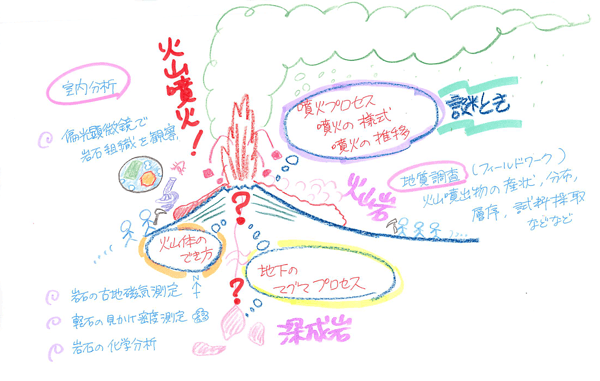 室内分析
偏光顕微鏡で
岩石組織を観察
火山噴火！
噴火プロセス
噴火の様式
噴火の推移
謎とき
地質調査（フィールドワーク）
火山噴出物の産状，分布，
層序，試料採取
などなど
火山岩
？
火山体の
でき方
？
地下の
マグマプロセス
深成岩
岩石の古地磁気測定
N
軽石の見かけ密度測定
岩石の化学分析